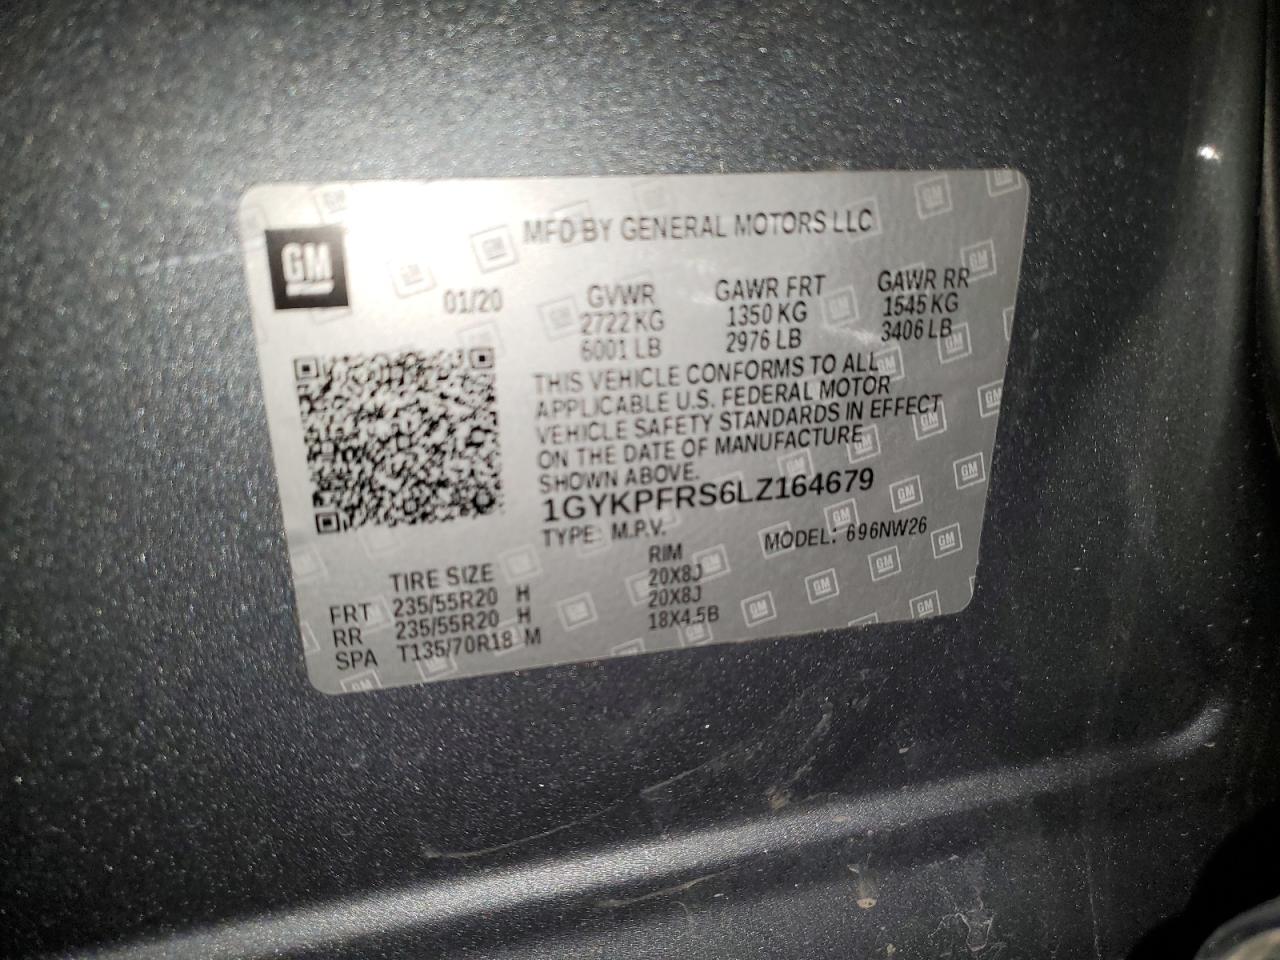 GM
MFD BY GENERAL MOTORS LLC
01/20
GVWR GAWR FRT GAWR RR
2722 KG 1350 KG 1545 KG
6001 LB 2976 LB 3406 LB
THIS VEHICLE CONFORMS TO ALL
APPLICABLE U.S. FEDERAL MOTOR
VEHICLE SAFETY STANDARDS IN EFFECT
ON THE DATE OF MANUFACTURE
SHOWN ABOVE.
1GYKPFRS6LZ164679
TYPE: M.P.V. MODEL: 696NW26
TIRE SIZE RIM
FRT 235/55R20 H 20X8J
RR 235/55R20 H 20X8J
SPA T135/70R18 M 18X4.5B